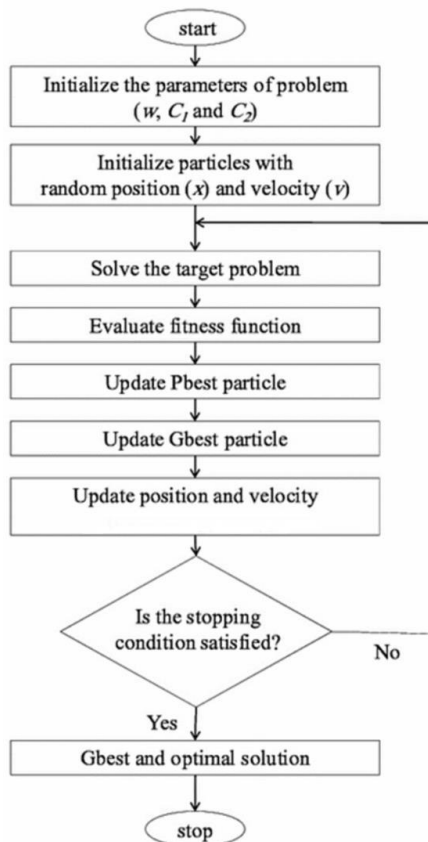 start
Initialize the parameters of problem
(w, C₁ and C₂)
Initialize particles with
random position (x) and velocity (v)
Solve the target problem
Evaluate fitness function
Update Pbest particle
Update Gbest particle
Update position and velocity
Is the stopping
condition satisfied?
No
Yes
Gbest and optimal solution
stop